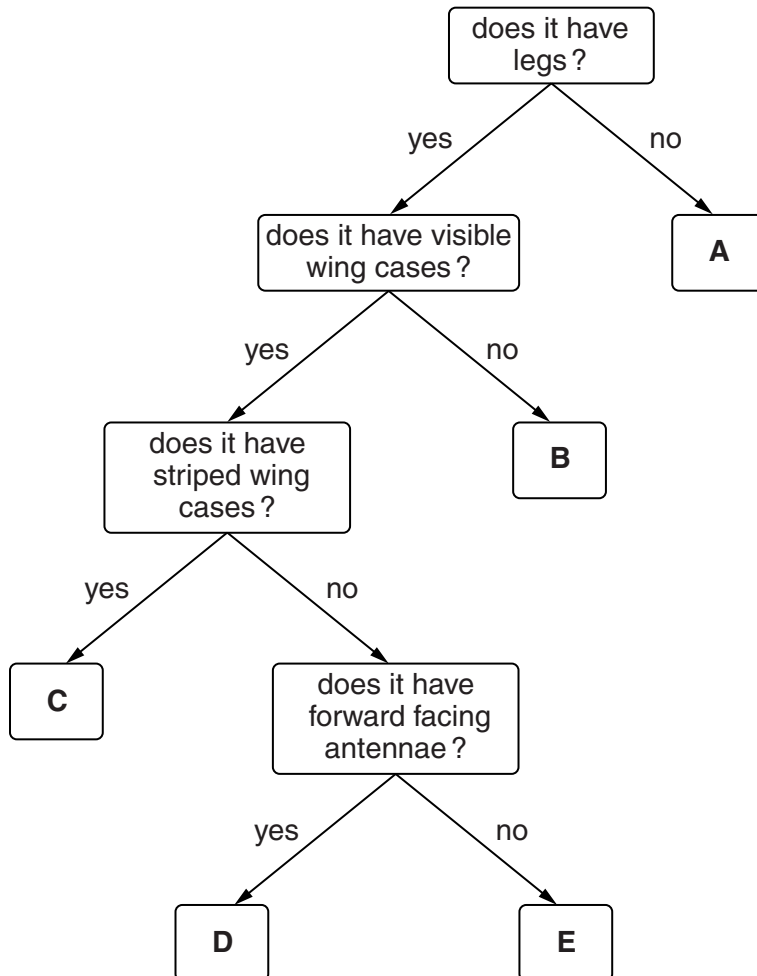 does it have
legs ?
yes
no
does it have visible
wing cases ?
A
yes
no
does it have
striped wing
cases ?
B
yes
no
C
does it have
forward facing
antennae ?
yes
no
D
E